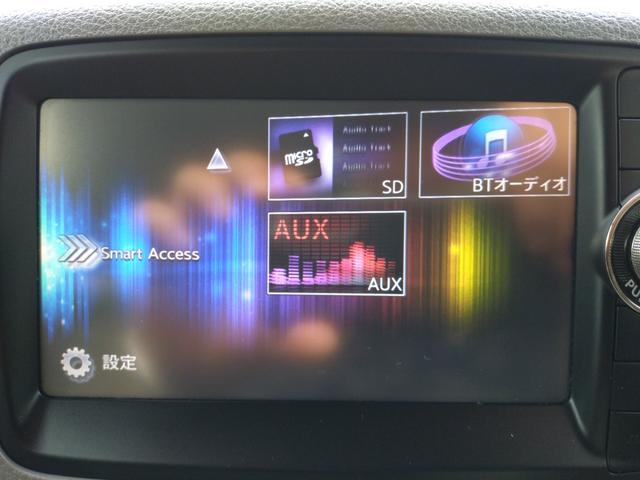 Audio track
Audio track
Audio track
micro
SD
SD
BTオーディオ
AUX
AUX
Smart Access
設定
PU